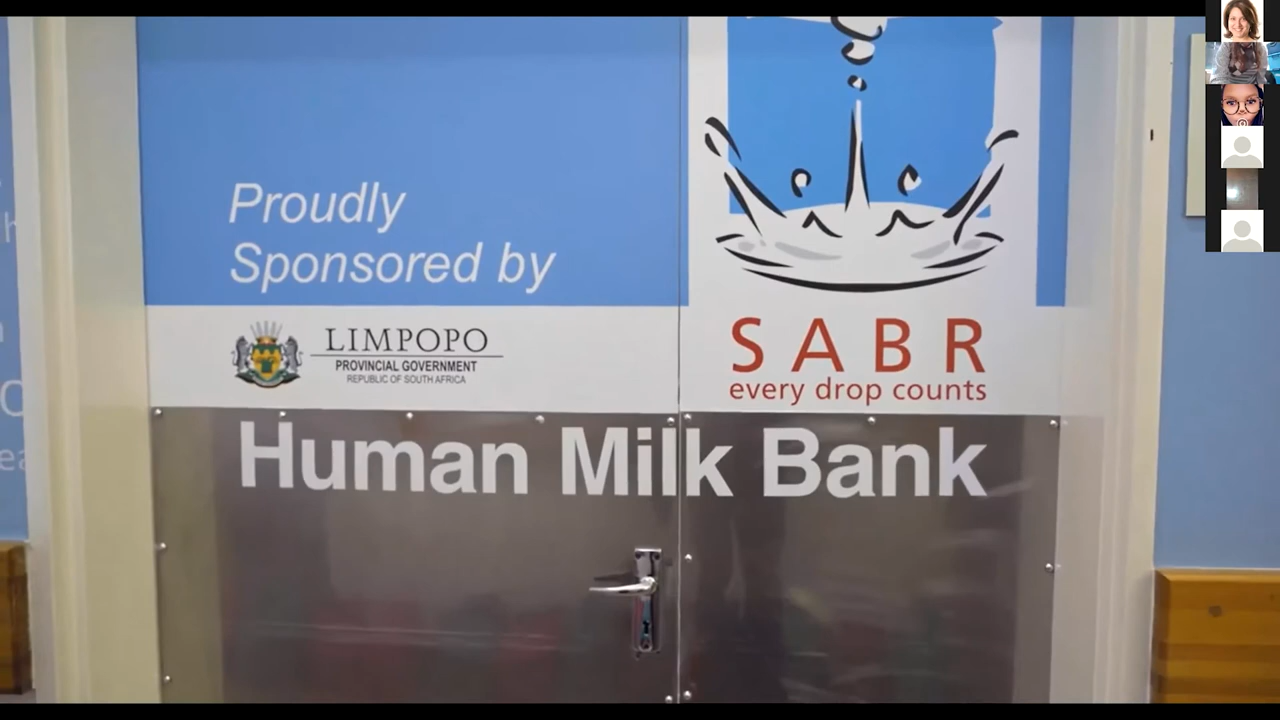 Proudly
Sponsored by
LIMPOPO
PROVINCIAL GOVERNMENT
REPUBLIC OF SOUTH AFRICA
SABR
every drop counts
Human Milk Bank